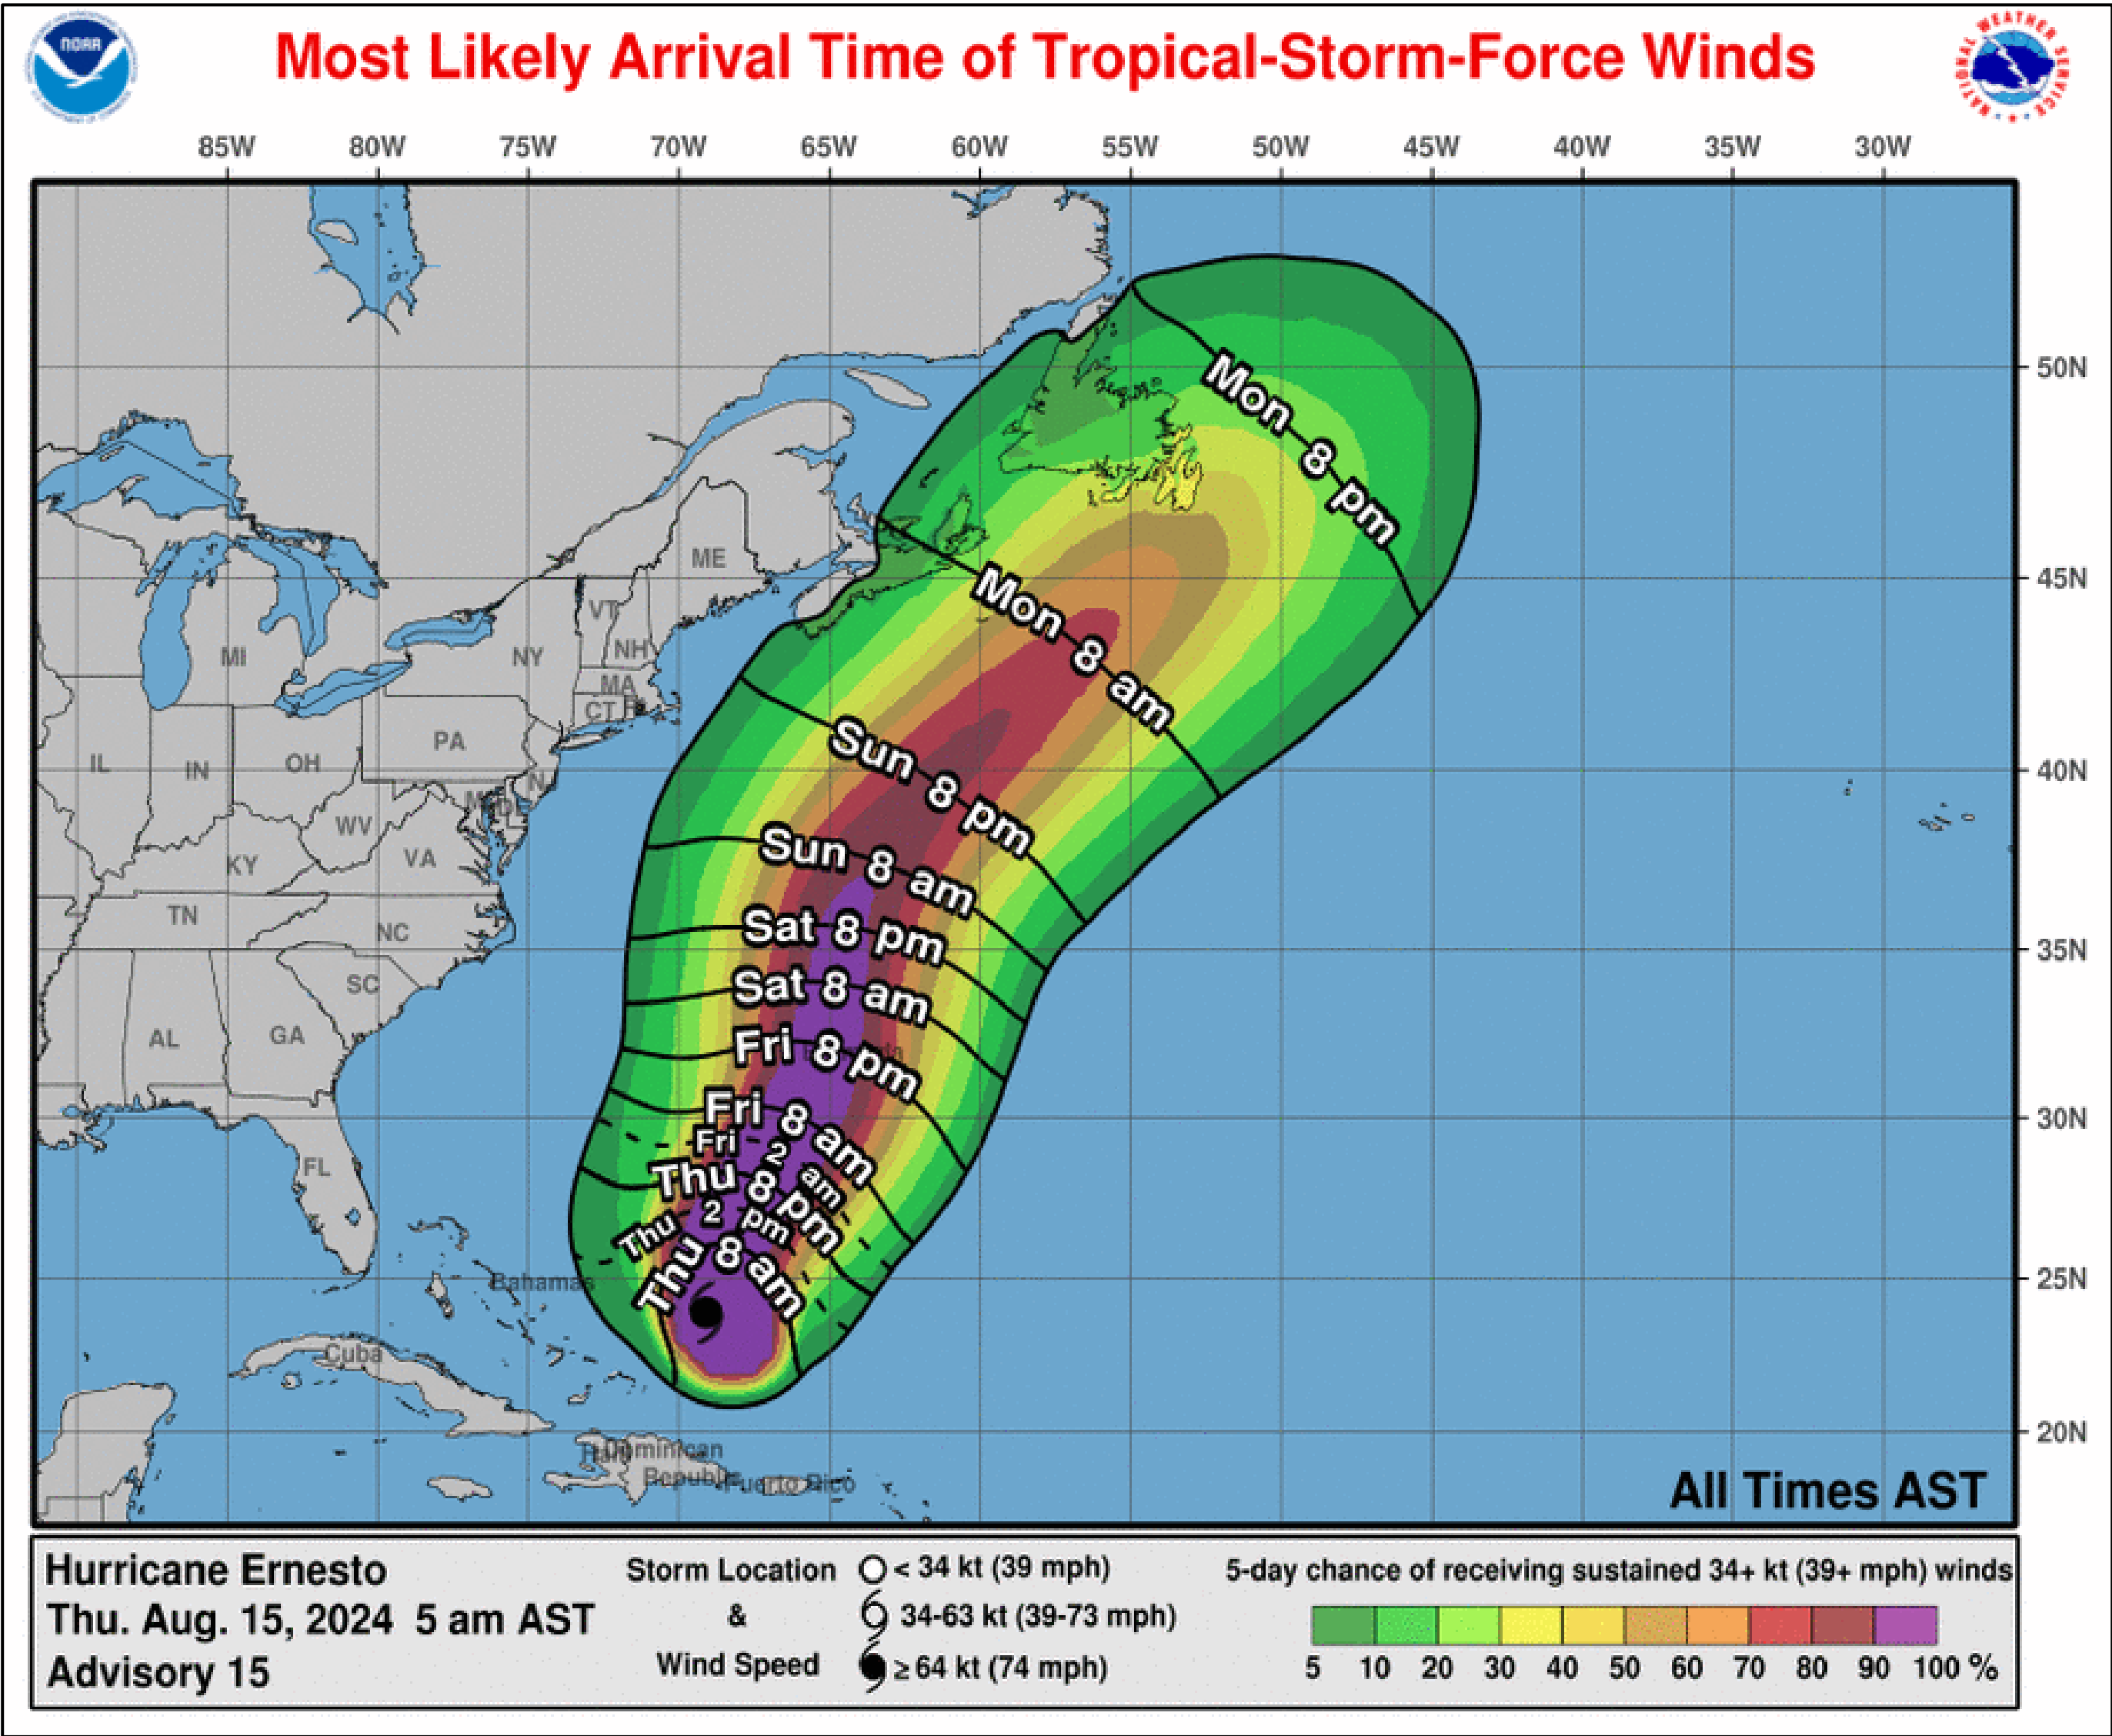 NOAA
Most Likely Arrival Time of Tropical-Storm-Force Winds
NATIONAL WEATHER SERVICE
85W 80W 75W 70W 65W 60W 55W 50W 45W 40W 35W 30W
50N
45N
40N
35N
30N
25N
20N
ME
VT
NH
MI
NY
MA
CT
PA
IL
IN
OH
WV
VA
KY
TN
NC
SC
AL
GA
FL
Bahamas
Cuba
Dominican
Republic
Puerto Rico
Mon 8 pm
Mon 8 am
Sun 8 pm
Sun 8 am
Sat 8 pm
Sat 8 am
Fri 8 pm
Fri 8 am
Fri 2 am
Thu 8 pm
Thu 2 pm
Thu 8 am
All Times AST
Hurricane Ernesto
Thu. Aug. 15, 2024 5 am AST
Advisory 15
Storm Location
&
Wind Speed
< 34 kt (39 mph)
34-63 kt (39-73 mph)
≥ 64 kt (74 mph)
5-day chance of receiving sustained 34+ kt (39+ mph) winds
5 10 20 30 40 50 60 70 80 90 100 %